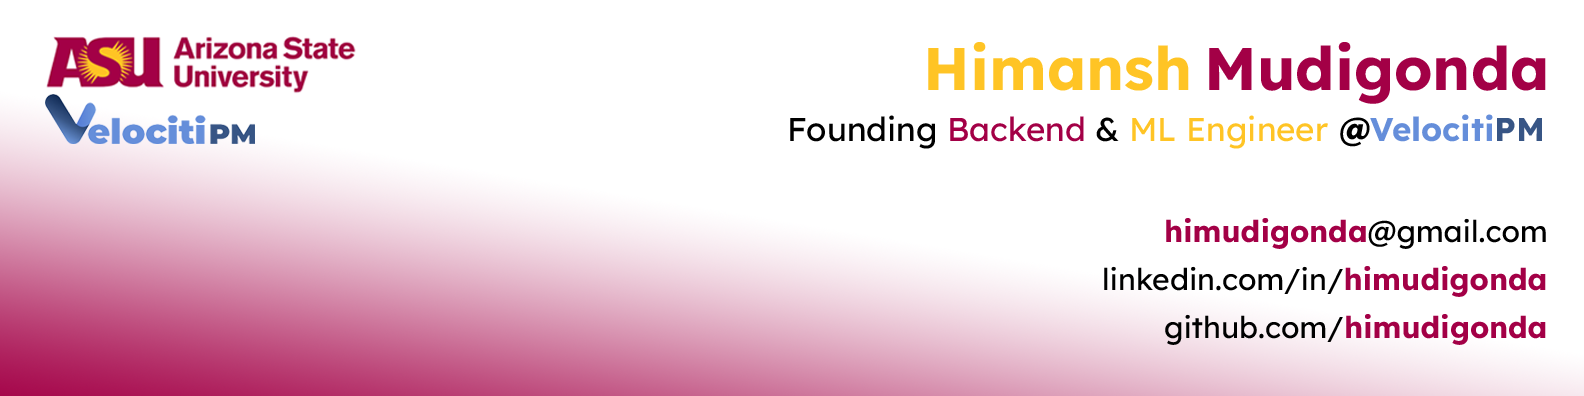 ASU Arizona State
University
VelocitiPM
Himansh Mudigonda
Founding Backend & ML Engineer @VelocitiPM
himudigonda@gmail.com
linkedin.com/in/himudigonda
github.com/himudigonda